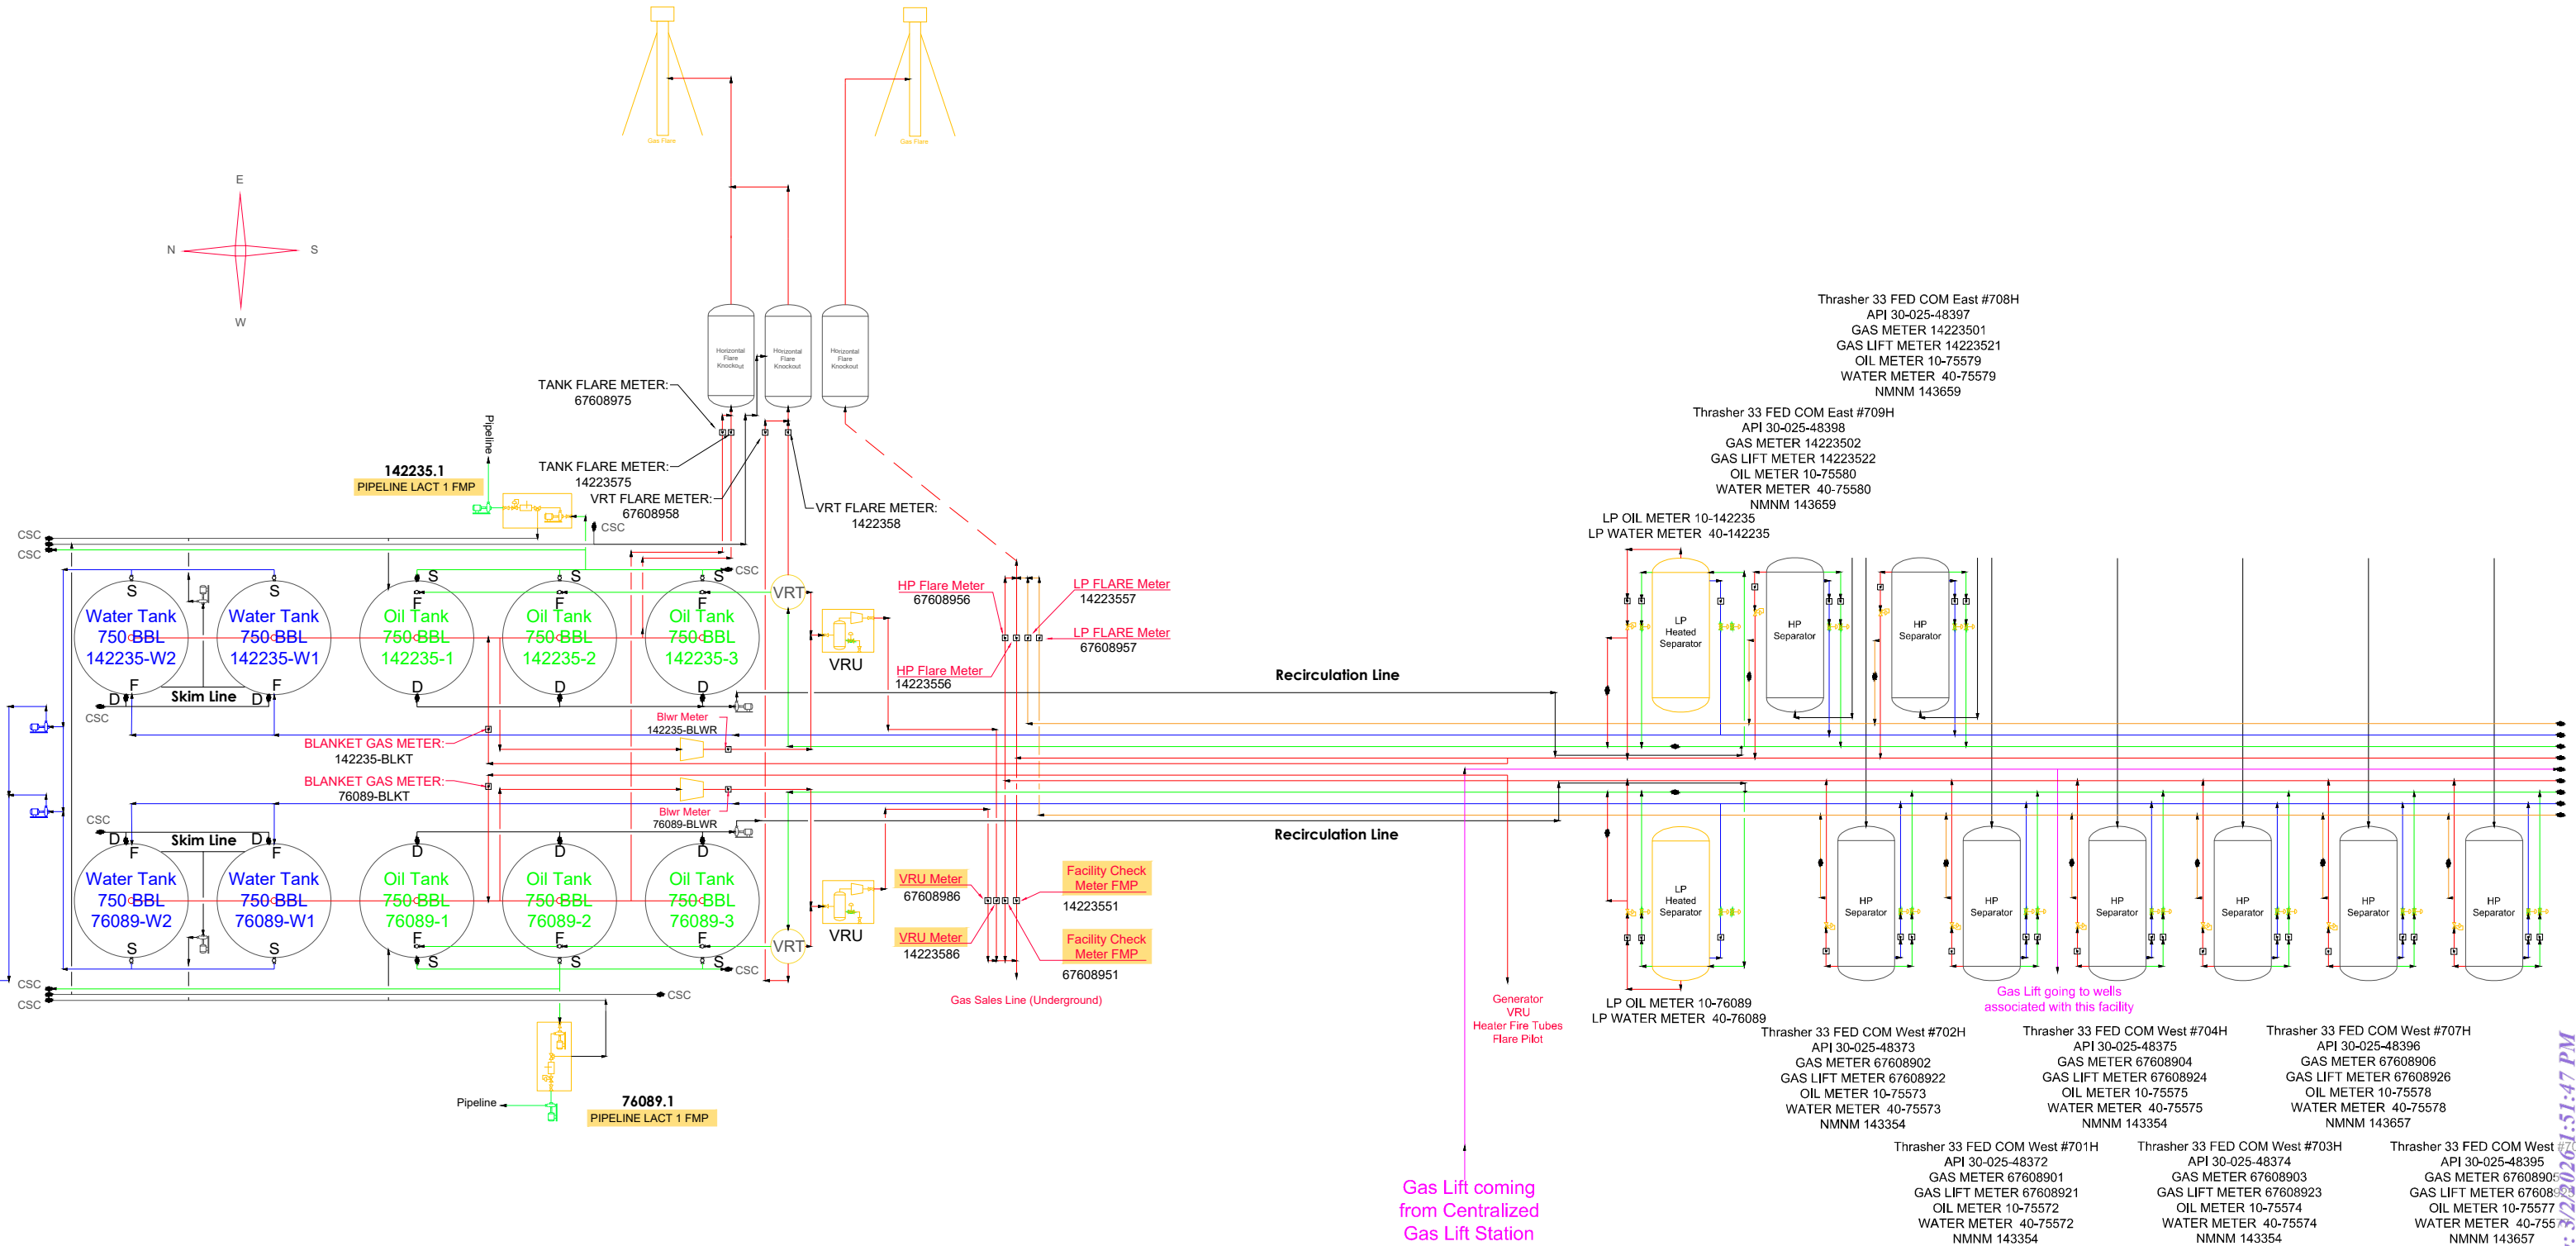 Gas Flare
Gas Flare
E
N
S
W
Horizontal
Flare
Knockout
Horizontal
Flare
Knockout
Horizontal
Flare
Knockout
TANK FLARE METER:
67608975
TANK FLARE METER:
14223575
VRT FLARE METER:
67608958
VRT FLARE METER:
1422358
Pipeline
142235.1
PIPELINE LACT 1 FMP
CSC
CSC
CSC
CSC
S
S
S
S
S
F
F
F
Water Tank
750 BBL
142235-W2
Water Tank
750 BBL
142235-W1
Oil Tank
750 BBL
142235-1
Oil Tank
750 BBL
142235-2
Oil Tank
750 BBL
142235-3
VRT
VRU
F
F
D
D
D
D
D
Skim Line
CSC
BLANKET GAS METER:
142235-BLKT
Blwr Meter
142235-BLWR
BLANKET GAS METER:
76089-BLKT
Blwr Meter
76089-BLWR
CSC
Skim Line
D
D
F
F
D
D
D
Water Tank
750 BBL
76089-W2
Water Tank
750 BBL
76089-W1
Oil Tank
750 BBL
76089-1
Oil Tank
750 BBL
76089-2
Oil Tank
750 BBL
76089-3
F
F
F
S
S
S
S
S
VRT
VRU
CSC
CSC
CSC
CSC
Pipeline
76089.1
PIPELINE LACT 1 FMP
HP Flare Meter
67608956
LP FLARE Meter
14223557
LP FLARE Meter
67608957
HP Flare Meter
14223556
VRU Meter
67608986
VRU Meter
14223586
Facility Check
Meter FMP
14223551
Facility Check
Meter FMP
67608951
Gas Sales Line (Underground)
Recirculation Line
Recirculation Line
Generator
VRU
Heater Fire Tubes
Flare Pilot
Gas Lift coming
from Centralized
Gas Lift Station
Thrasher 33 FED COM East #708H
API 30-025-48397
GAS METER 14223501
GAS LIFT METER 14223521
OIL METER 10-75579
WATER METER 40-75579
NMNM 143659
Thrasher 33 FED COM East #709H
API 30-025-48398
GAS METER 14223502
GAS LIFT METER 14223522
OIL METER 10-75580
WATER METER 40-75580
NMNM 143659
LP OIL METER 10-142235
LP WATER METER 40-142235
LP
Heated
Separator
HP
Separator
HP
Separator
LP
Heated
Separator
HP
Separator
HP
Separator
HP
Separator
HP
Separator
HP
Separator
HP
Separator
LP OIL METER 10-76089
LP WATER METER 40-76089
Gas Lift going to wells
associated with this facility
Thrasher 33 FED COM West #702H
API 30-025-48373
GAS METER 67608902
GAS LIFT METER 67608922
OIL METER 10-75573
WATER METER 40-75573
NMNM 143354
Thrasher 33 FED COM West #704H
API 30-025-48375
GAS METER 67608904
GAS LIFT METER 67608924
OIL METER 10-75575
WATER METER 40-75575
NMNM 143354
Thrasher 33 FED COM West #707H
API 30-025-48396
GAS METER 67608906
GAS LIFT METER 67608926
OIL METER 10-75578
WATER METER 40-75578
NMNM 143657
Thrasher 33 FED COM West #701H
API 30-025-48372
GAS METER 67608901
GAS LIFT METER 67608921
OIL METER 10-75572
WATER METER 40-75572
NMNM 143354
Thrasher 33 FED COM West #703H
API 30-025-48374
GAS METER 67608903
GAS LIFT METER 67608923
OIL METER 10-75574
WATER METER 40-75574
NMNM 143354
Thrasher 33 FED COM West
API 30-025-48395
GAS METER 67608905
GAS LIFT METER
OIL METER 10-75577
WATER METER
NMNM 143657
3/2/2026 1:51:47 PM